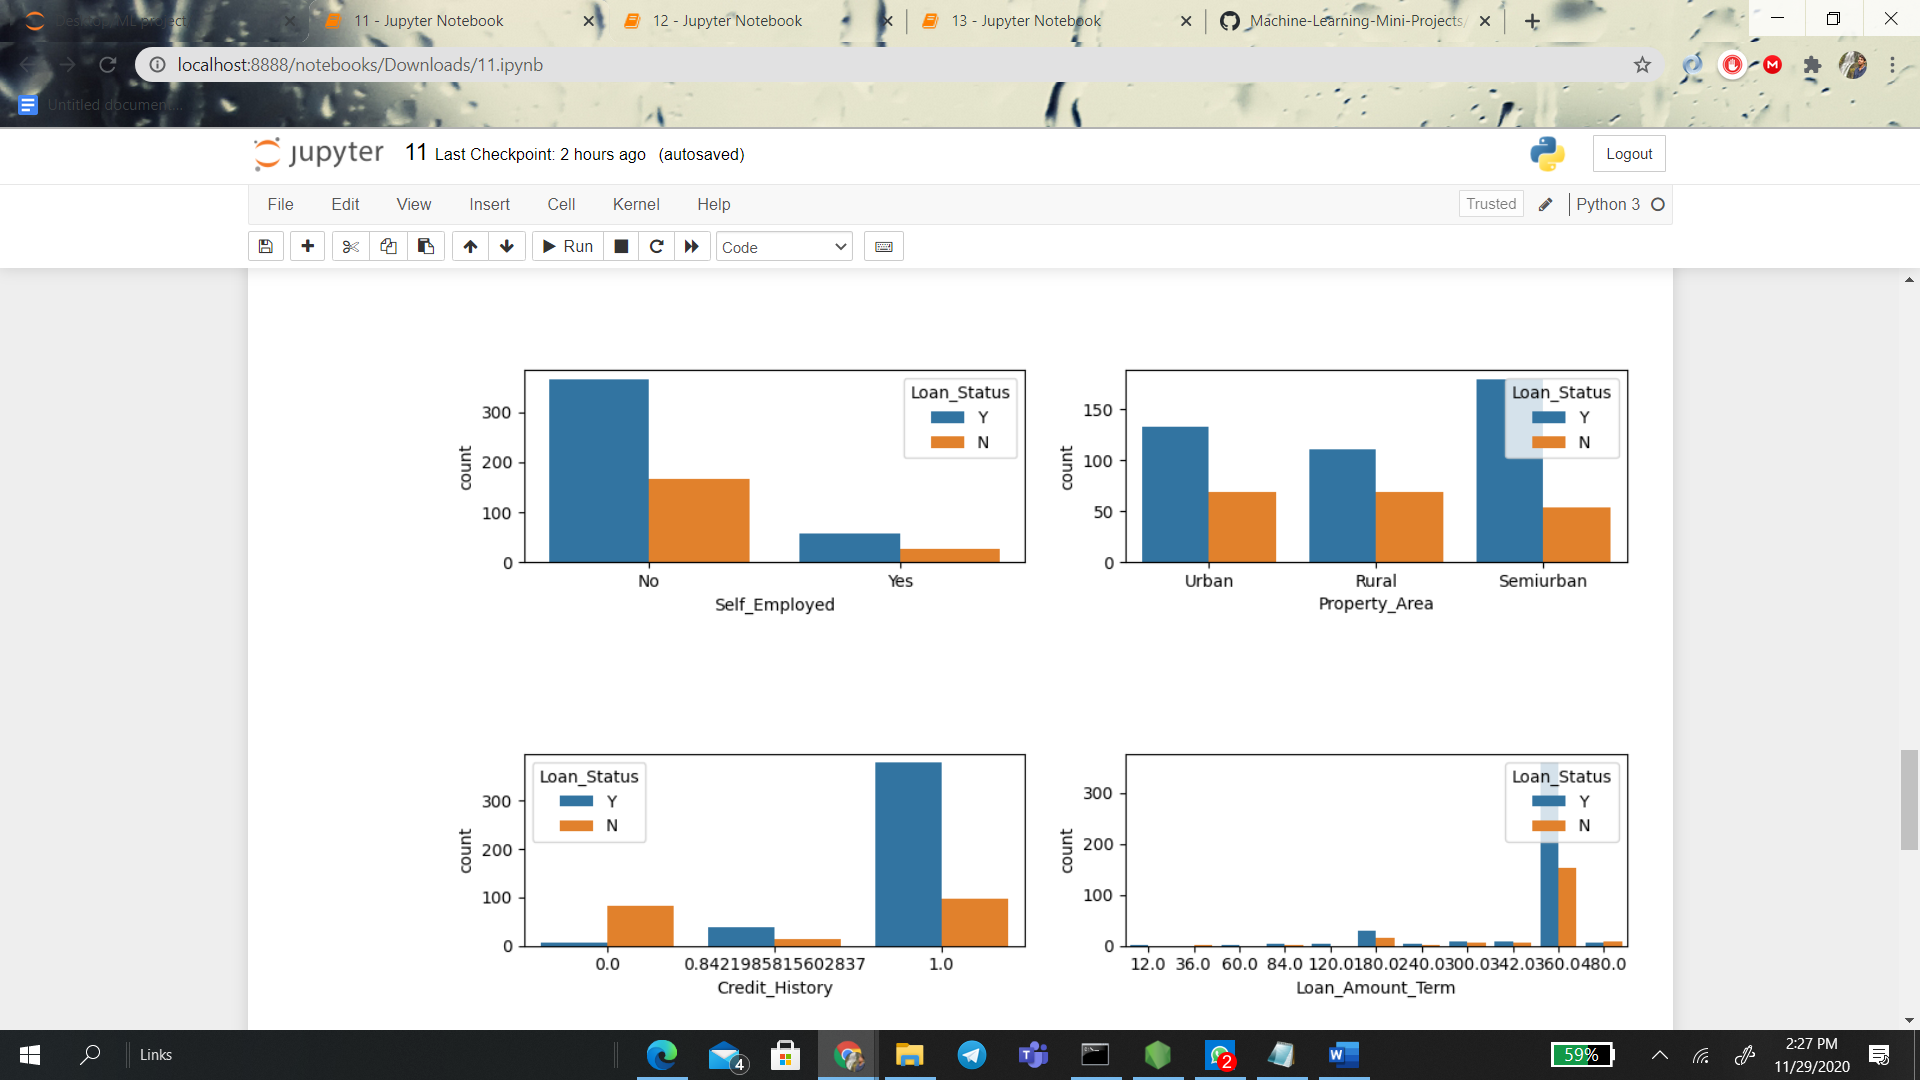 11 - Jupyter Notebook
12 - Jupyter Notebook
13 - Jupyter Notebook
Machine-Learning-Mini-Projects
localhost:8888/notebooks/Downloads/11.ipynb
Untitled document...
jupyter 11 Last Checkpoint: 2 hours ago (autosaved)
Logout
File Edit View Insert Cell Kernel Help
Trusted Python 3
Run Code
Loan_Status
Y
N
300
200
100
0
count
No Yes
Self_Employed
Loan_Status
Y
N
150
100
50
0
count
Urban Rural Semiurban
Property_Area
Loan_Status
Y
N
300
200
100
0
count
0.0 0.8421985815602837 1.0
Credit_History
Loan_Status
Y
N
300
200
100
0
count
12.0 36.0 60.0 84.0 120.0180.0240.0300.0342.0360.0480.0
Loan_Amount_Term
Links
4
2
59%
2:27 PM
11/29/2020